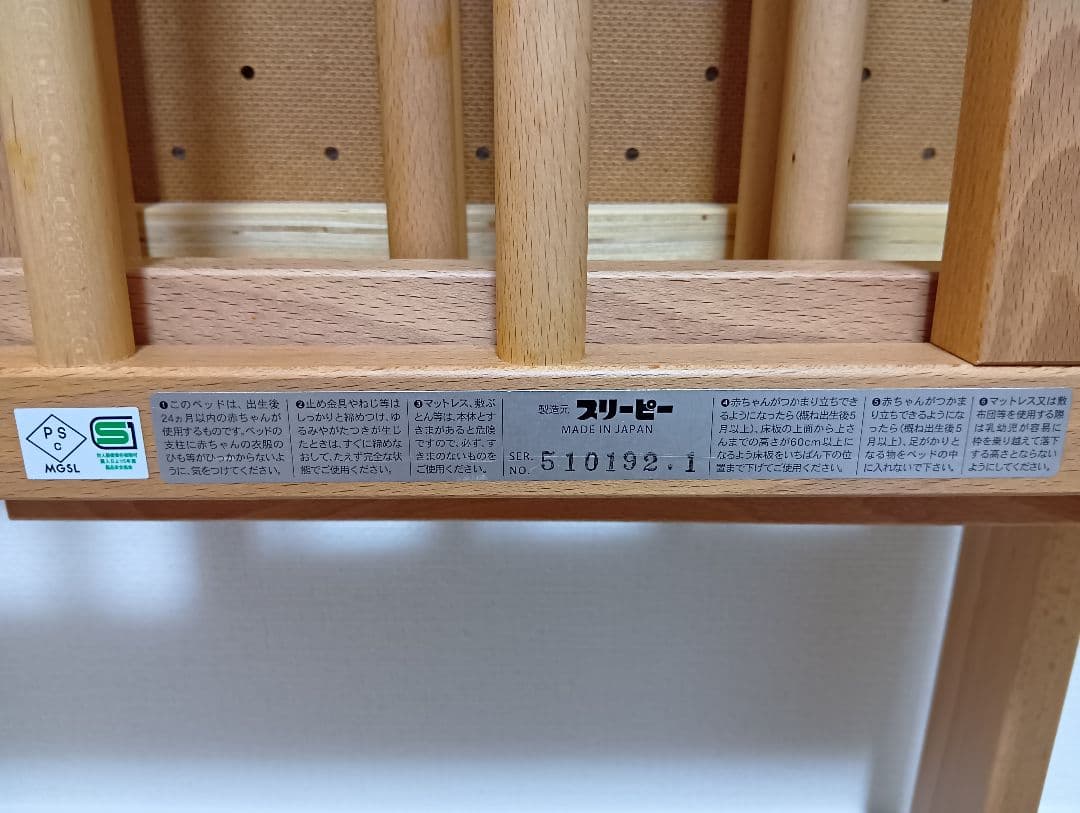 P S
C
MGSL
S
❶このベッドは、出生後
24ヵ月以内の赤ちゃんが
使用するものです。ベッドの
支柱に赤ちゃんの衣服の
ひも等がひっかからないよ
うに、気をつけてください。
❷止め金具やねじ等は
しっかりと締めつけ、ゆ
るみやがたつきが生じ
たときは、すぐに締めな
おして、たえず完全な状
態でご使用ください。
❸マットレス、敷ぶ
とん等は、本体とす
きまがあると危険
ですので、必ず、す
きまのないものを
ご使用ください。
製造元 スリーピー
MADE IN JAPAN
SER.
NO. 510192.1
❹赤ちゃんがつかまり立ちでき
るようになったら（概ね出生後5
月以上）、床板の上面から上さ
んまでの高さが60cm以上に
なるよう床板をいちばん下の位
置まで下げてご使用ください。
❺赤ちゃんがつかま
り立ちできるようにな
ったら（概ね出生後5
月以上）、足がかりと
なる物をベッドの中
に入れないで下さい。
❻マットレス又は敷
布団等を使用する際
は乳幼児が容易に
枠を乗り越えて落下
する高さとならない
ようにしてください。